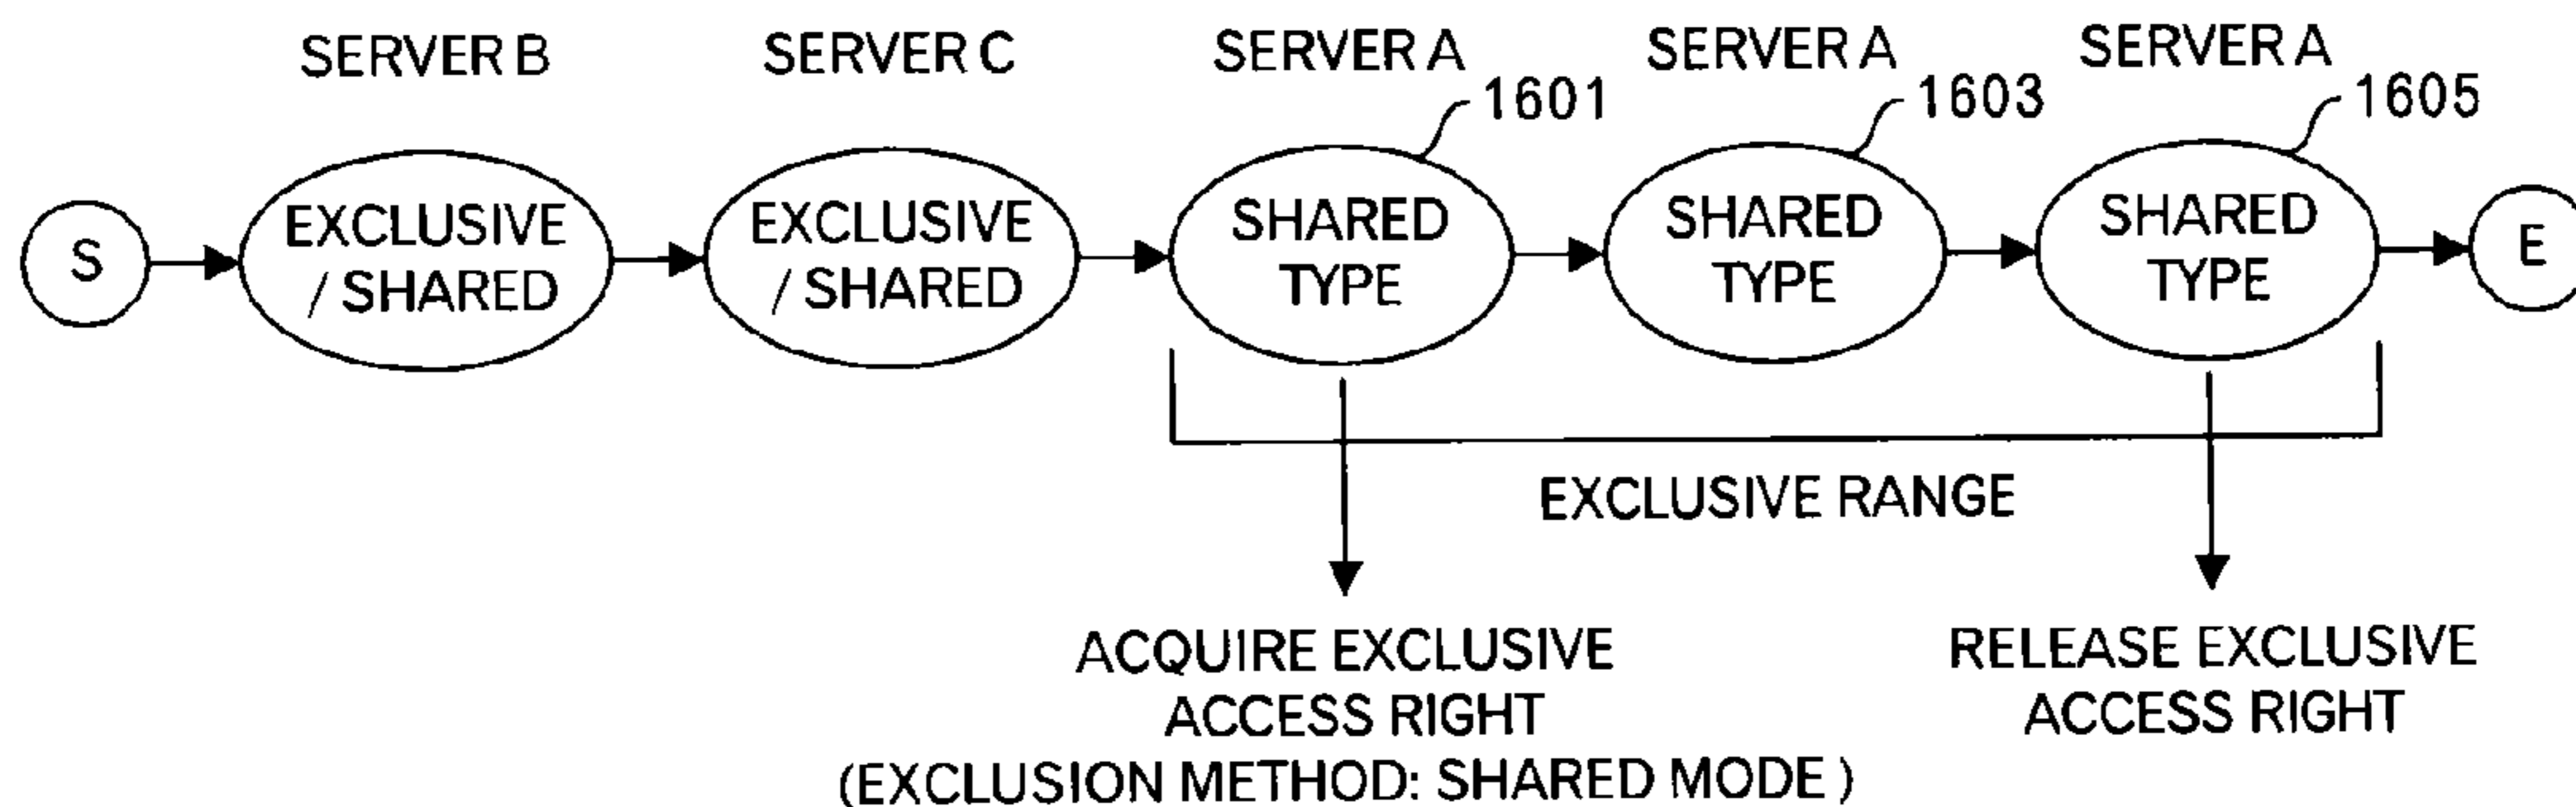 SERVER B
SERVER C
SERVER A
SERVER A
SERVER A
1601
1603
1605
S
EXCLUSIVE
/ SHARED
EXCLUSIVE
/ SHARED
SHARED
TYPE
SHARED
TYPE
SHARED
TYPE
E
EXCLUSIVE RANGE
ACQUIRE EXCLUSIVE
ACCESS RIGHT
(EXCLUSION METHOD: SHARED MODE)
RELEASE EXCLUSIVE
ACCESS RIGHT